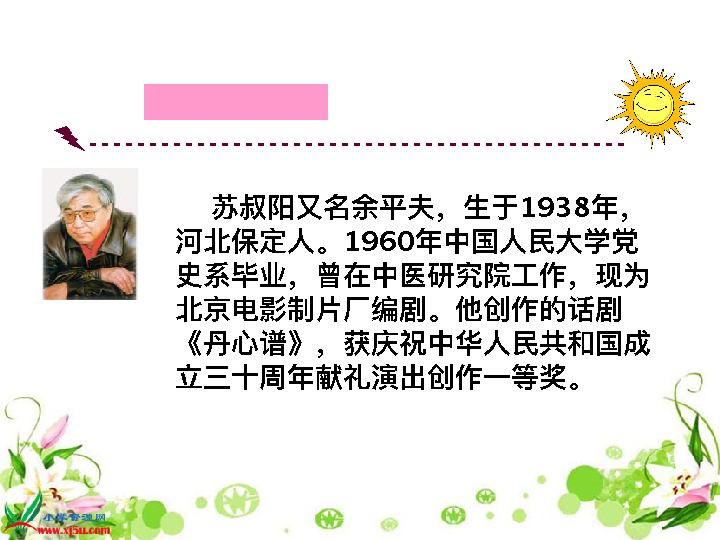 苏叔阳又名余平夫，生于1938年，
河北保定人。1960年中国人民大学党
史系毕业，曾在中医研究院工作，现为
北京电影制片厂编剧。他创作的话剧
《丹心谱》，获庆祝中华人民共和国成
立三十周年献礼演出创作一等奖。
小学资源网
www.xj5u.com